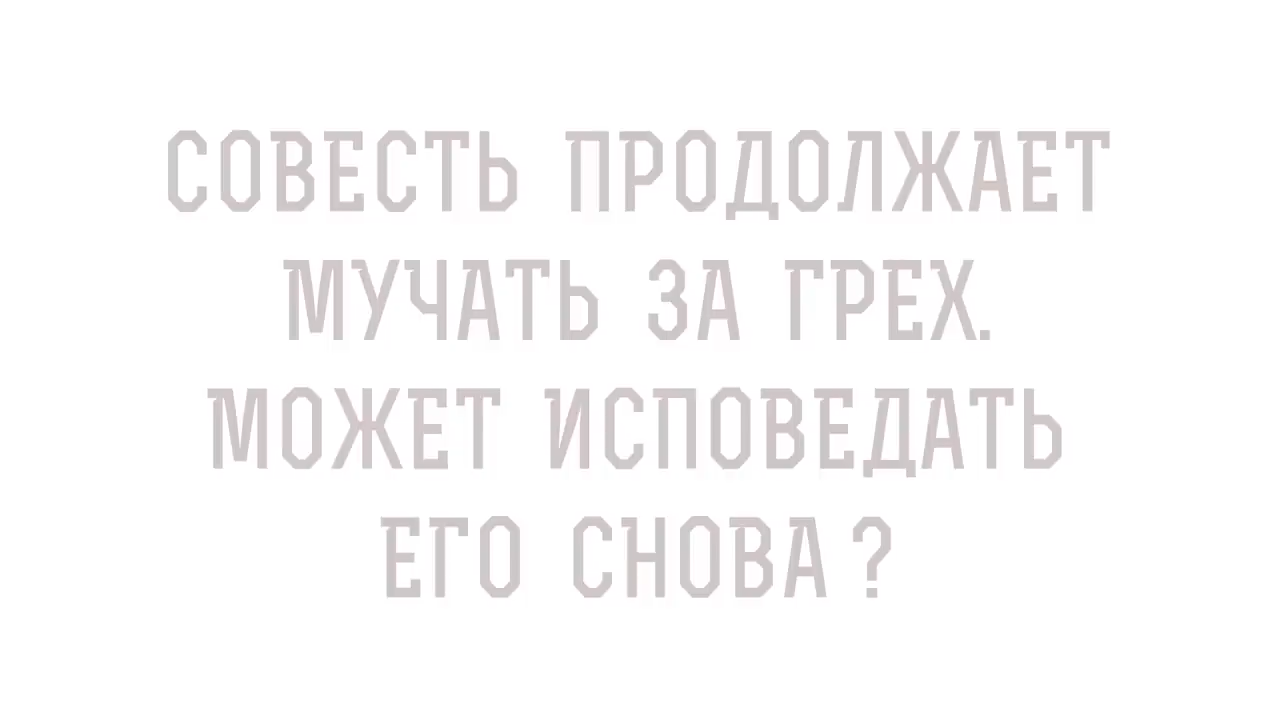 СОВЕСТЬ ПРОДОЛЖАЕТ
МУЧАТЬ ЗА ГРЕХ.
МОЖЕТ ИСПОВЕДАТЬ
ЕГО СНОВА?